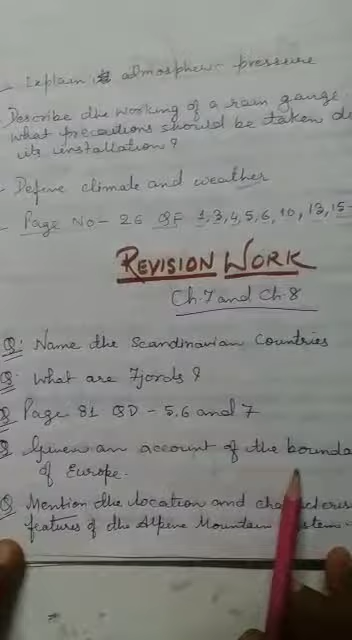 - Explain atmospher pressure
Describe the working of a rain gauge.
what precautions should be taken
its installation?
- Define climate and weather
- Page No - 26 QF 1,3,4,5,6,10,13,15
REVISION WORK
Ch.7 and Ch.8
Q: Name the Scandinavian Countries
Q: What are Fjords?
Q Page 81 QD - 5,6 and 7
Q Given an account of the bounda
of Europe.
Q Mention the location and characteris
features of the Alpine Mountain System